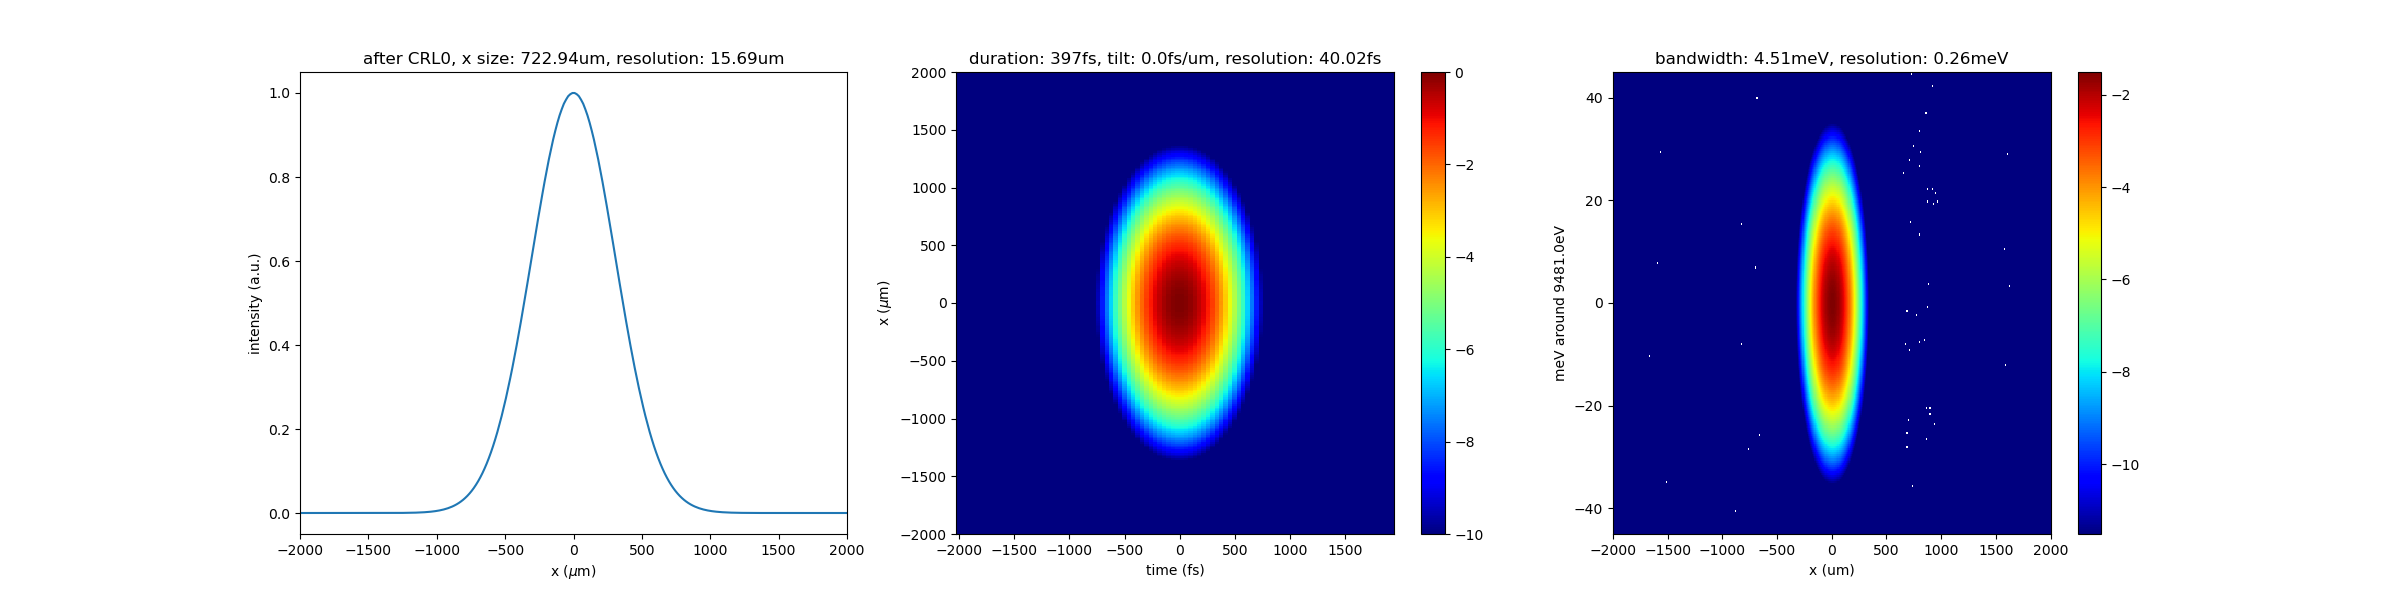 after CRL0, x size: 722.94um, resolution: 15.69um
1.0
0.8
0.6
0.4
0.2
0.0
intensity (a.u.)
−2000 −1500 −1000 −500 0 500 1000 1500 2000
x (μm)
duration: 397fs, tilt: 0.0fs/um, resolution: 40.02fs
2000
1500
1000
500
0
−500
−1000
−1500
−2000
x (μm)
−2000 −1500 −1000 −500 0 500 1000 1500
time (fs)
0
−2
−4
−6
−8
−10
bandwidth: 4.51meV, resolution: 0.26meV
40
20
0
−20
−40
meV around 9481.0eV
−2000 −1500 −1000 −500 0 500 1000 1500 2000
x (um)
−2
−4
−6
−8
−10